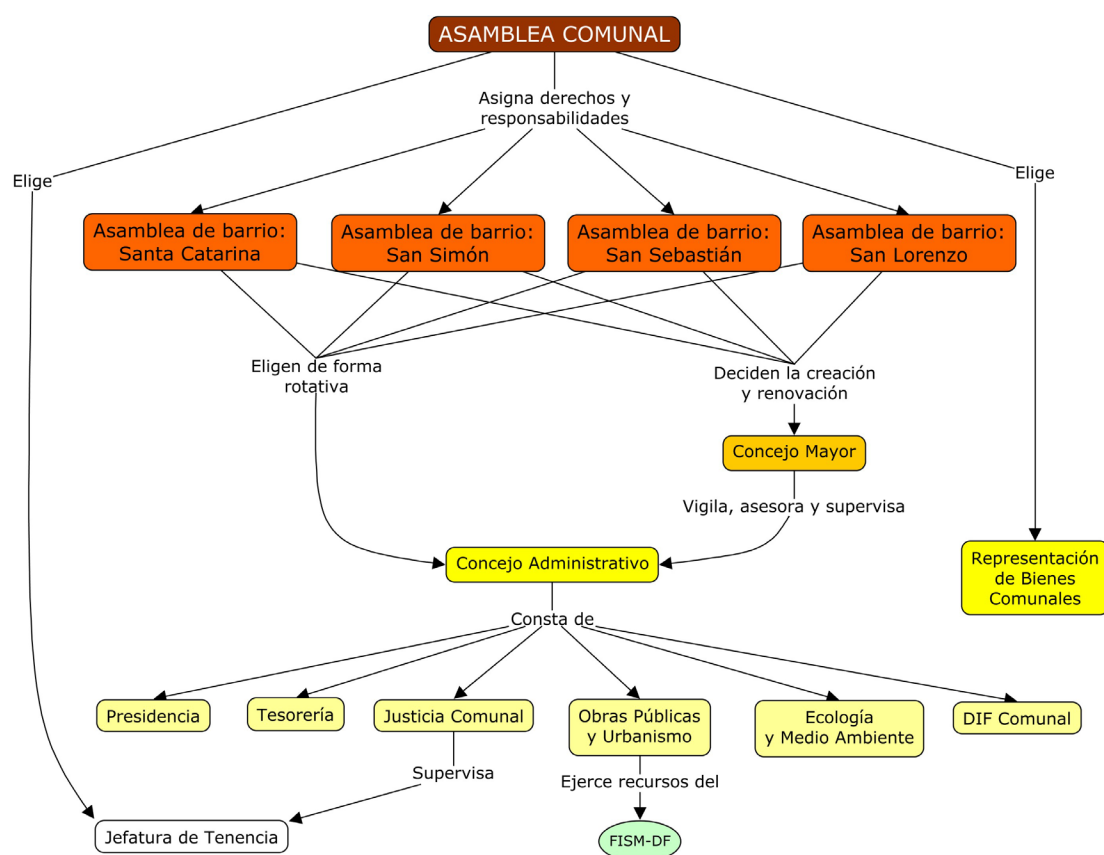 ASAMBLEA COMUNAL
Asigna derechos y
responsabilidades
Elige
Elige
Asamblea de barrio:
Santa Catarina
Asamblea de barrio:
San Simón
Asamblea de barrio:
San Sebastián
Asamblea de barrio:
San Lorenzo
Eligen de forma
rotativa
Deciden la creación
y renovación
Concejo Mayor
Vigila, asesora y supervisa
Concejo Administrativo
Representación
de Bienes
Comunales
Consta de
Presidencia
Tesorería
Justicia Comunal
Obras Públicas
y Urbanismo
Ecología
y Medio Ambiente
DIF Comunal
Supervisa
Ejerce recursos del
Jefatura de Tenencia
FISM-DF